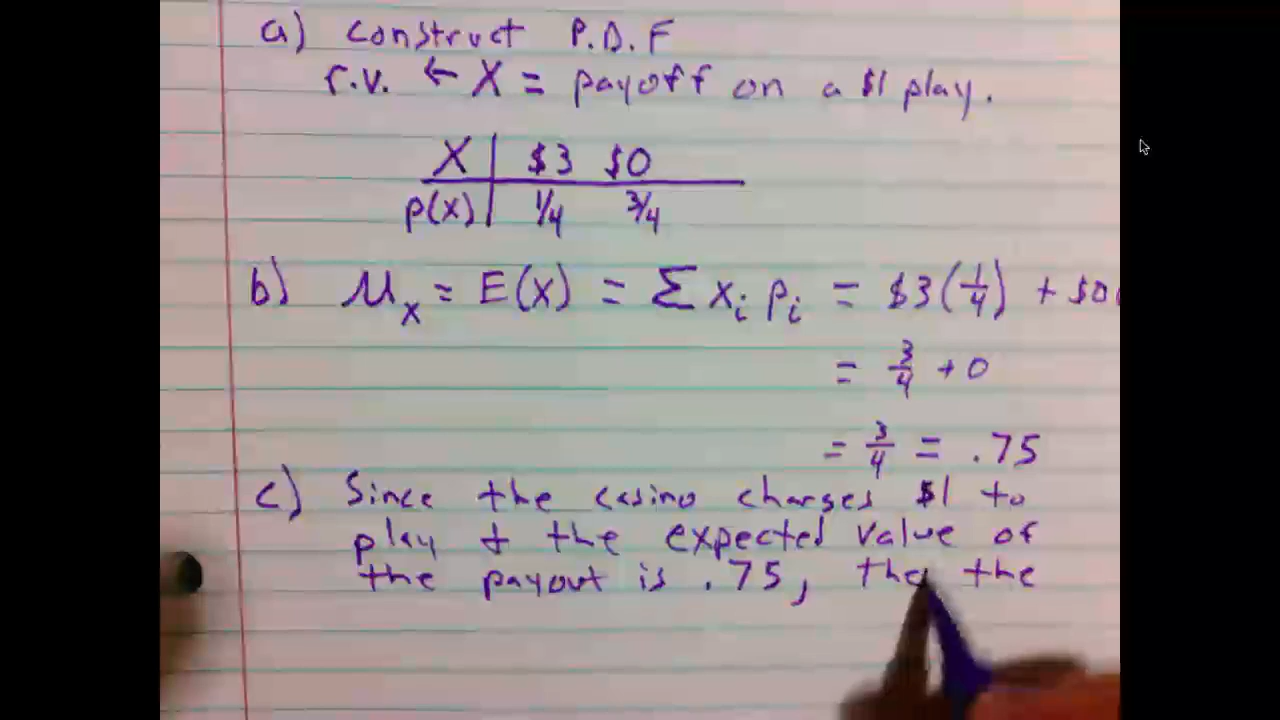 a) Construct P.D.F
r.v. ← X = payoff on a $1 play.
X | $3 $0
p(x) | 1/4 3/4
b) μx = E(X) = Σ xi pi = $3(1/4) + $0(
= 3/4 + 0
= 3/4 = .75
c) Since the casino charges $1 to
play + the expected value of
the payout is .75, the the